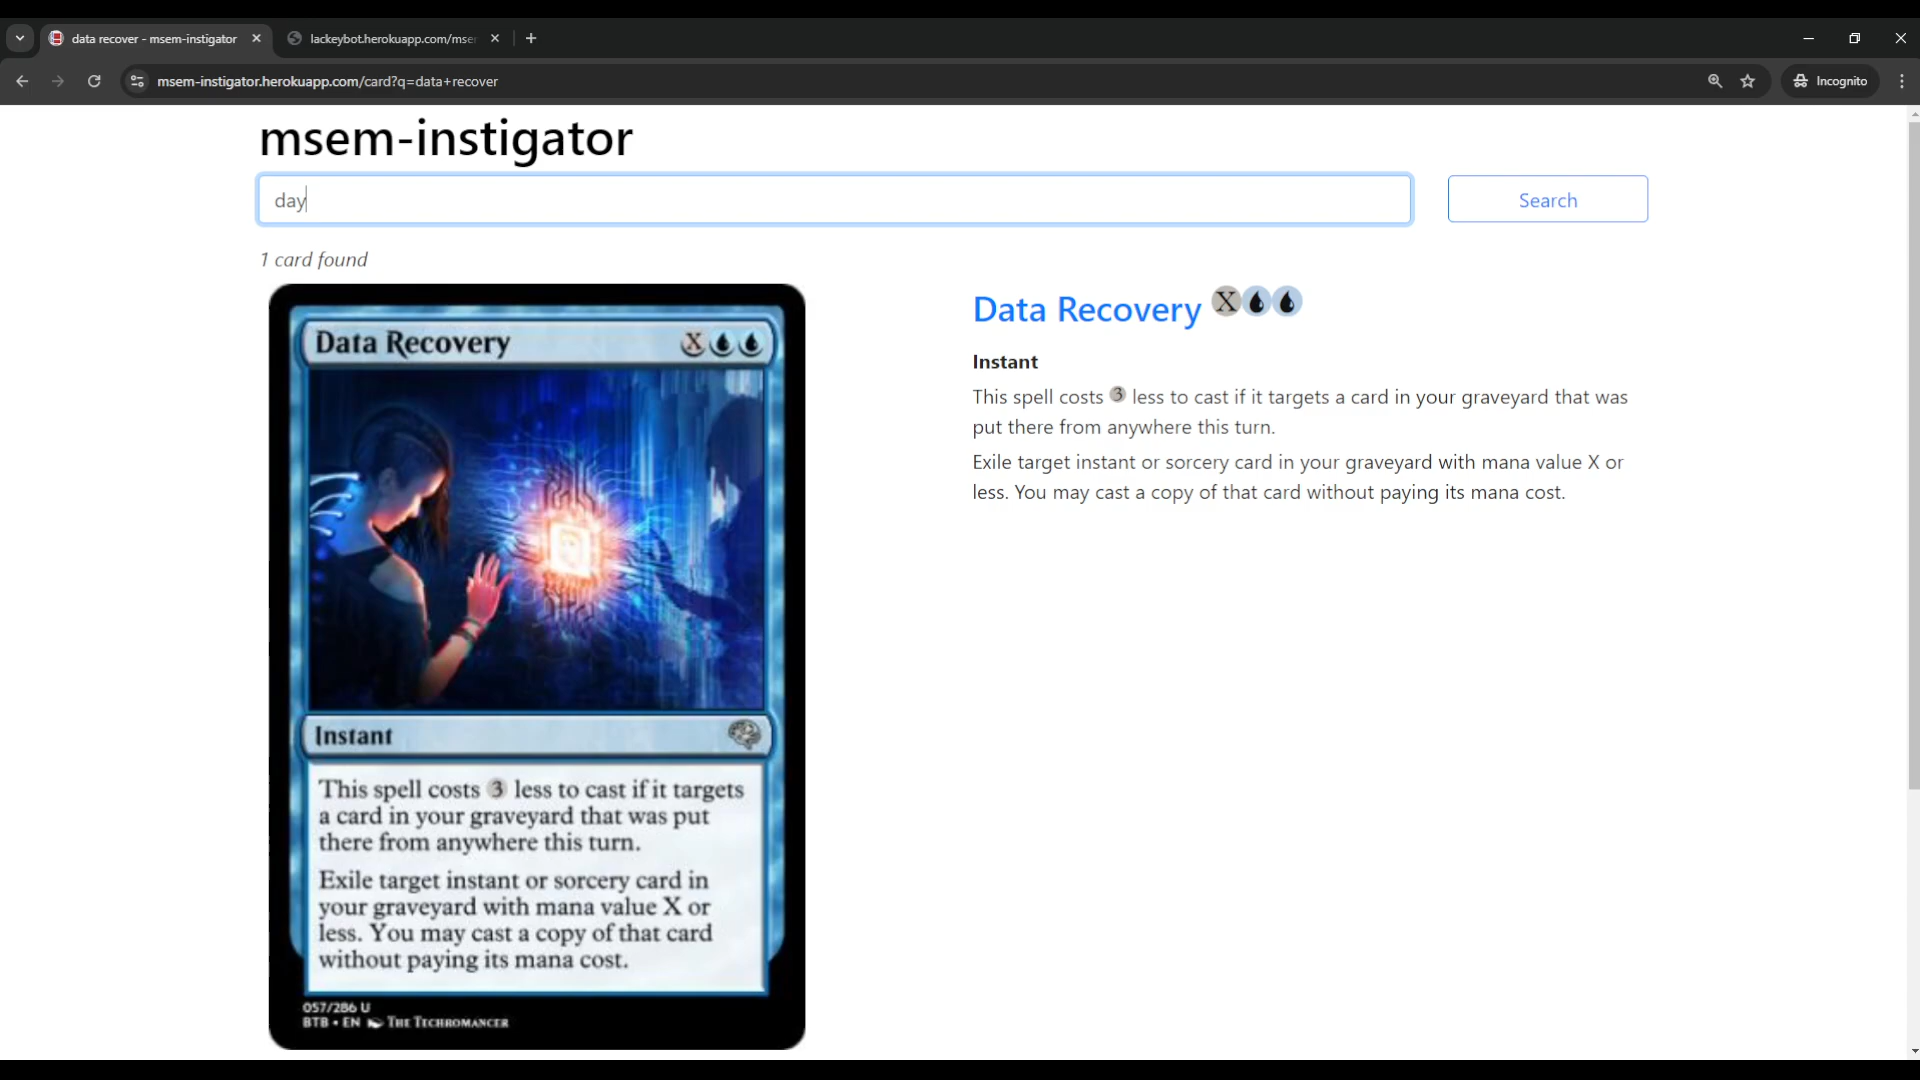 data recover - msem-instigator
lackeybot.herokuapp.com/mse
msem-instigator.herokuapp.com/card?q=data+recover
Incognito
msem-instigator
day
Search
1 card found
Data Recovery X
Data Recovery X
Instant
This spell costs 3 less to cast if it targets a card in your graveyard that was
put there from anywhere this turn.
Exile target instant or sorcery card in your graveyard with mana value X or
less. You may cast a copy of that card without paying its mana cost.
Instant
This spell costs 3 less to cast if it targets
a card in your graveyard that was put
there from anywhere this turn.
Exile target instant or sorcery card in
your graveyard with mana value X or
less. You may cast a copy of that card
without paying its mana cost.
057/286 U
BTB • EN The Techromancer